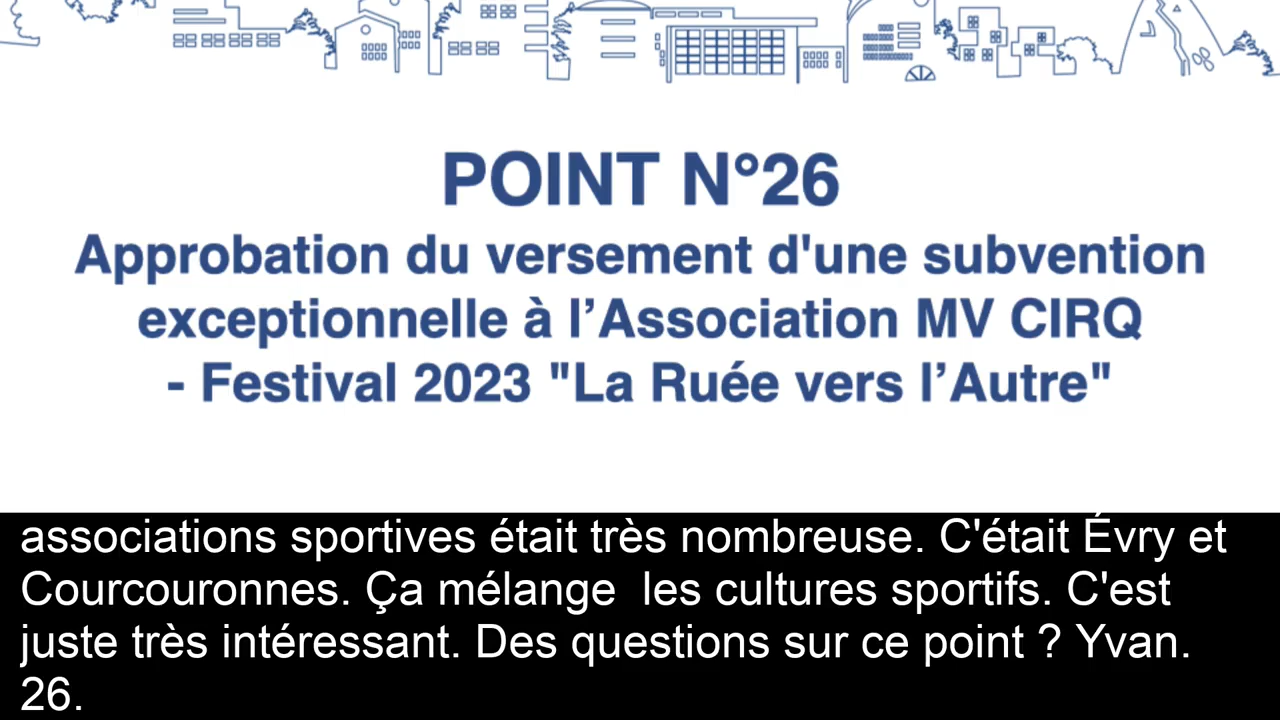 POINT N°26
Approbation du versement d'une subvention
exceptionnelle à l’Association MV CIRQ
- Festival 2023 "La Ruée vers l’Autre"
associations sportives était très nombreuse. C'était Évry et
Courcouronnes. Ça mélange  les cultures sportifs. C'est
juste très intéressant. Des questions sur ce point ? Yvan.
26.